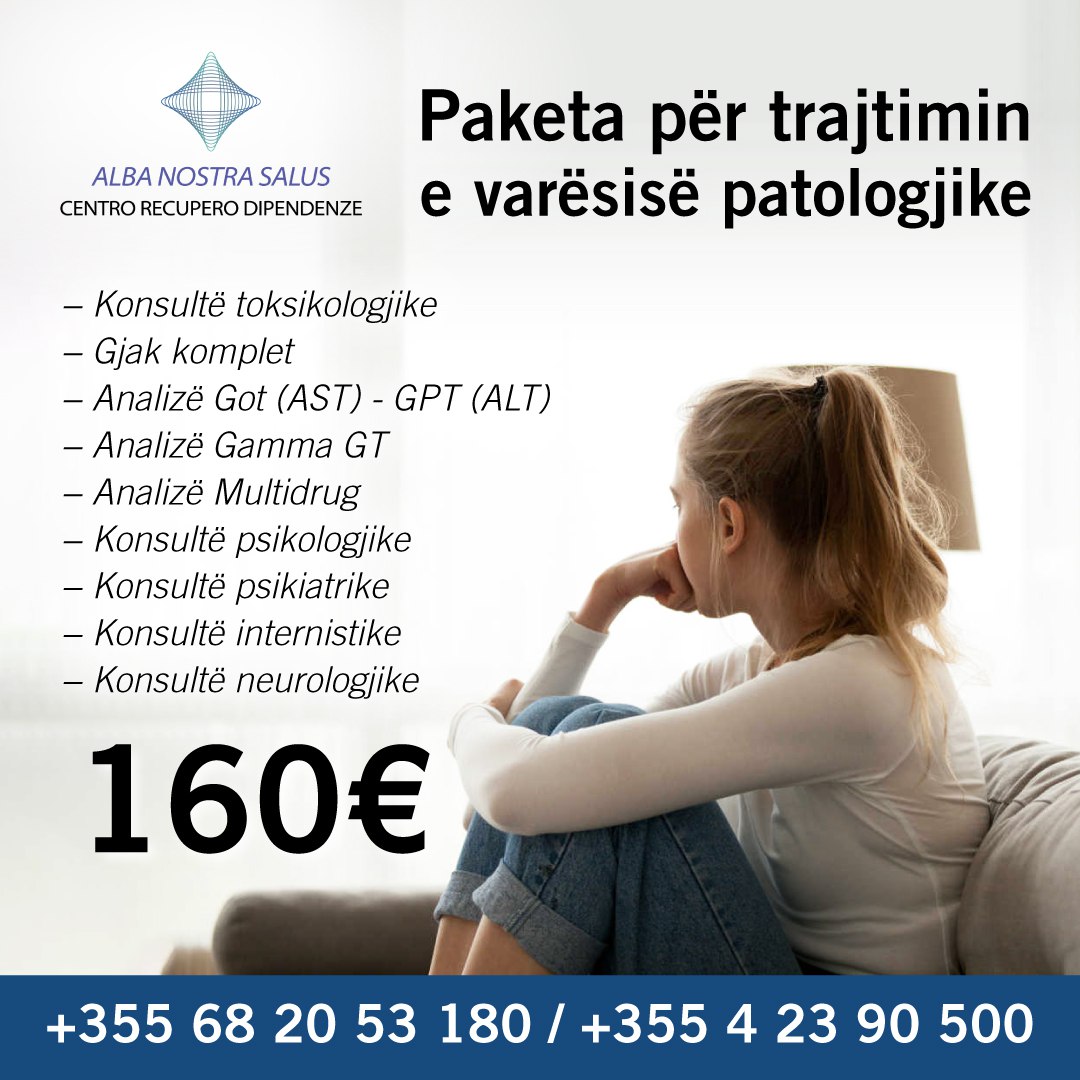 ALBA NOSTRA SALUS
CENTRO RECUPERO DIPENDENZE
Paketa për trajtimin
e varësisë patologjike
– Konsultë toksikologjike
– Gjak komplet
– Analizë Got (AST) - GPT (ALT)
– Analizë Gamma GT
– Analizë Multidrug
– Konsultë psikologjike
– Konsultë psikiatrike
– Konsultë internistike
– Konsultë neurologjike
160€
+355 68 20 53 180 / +355 4 23 90 500